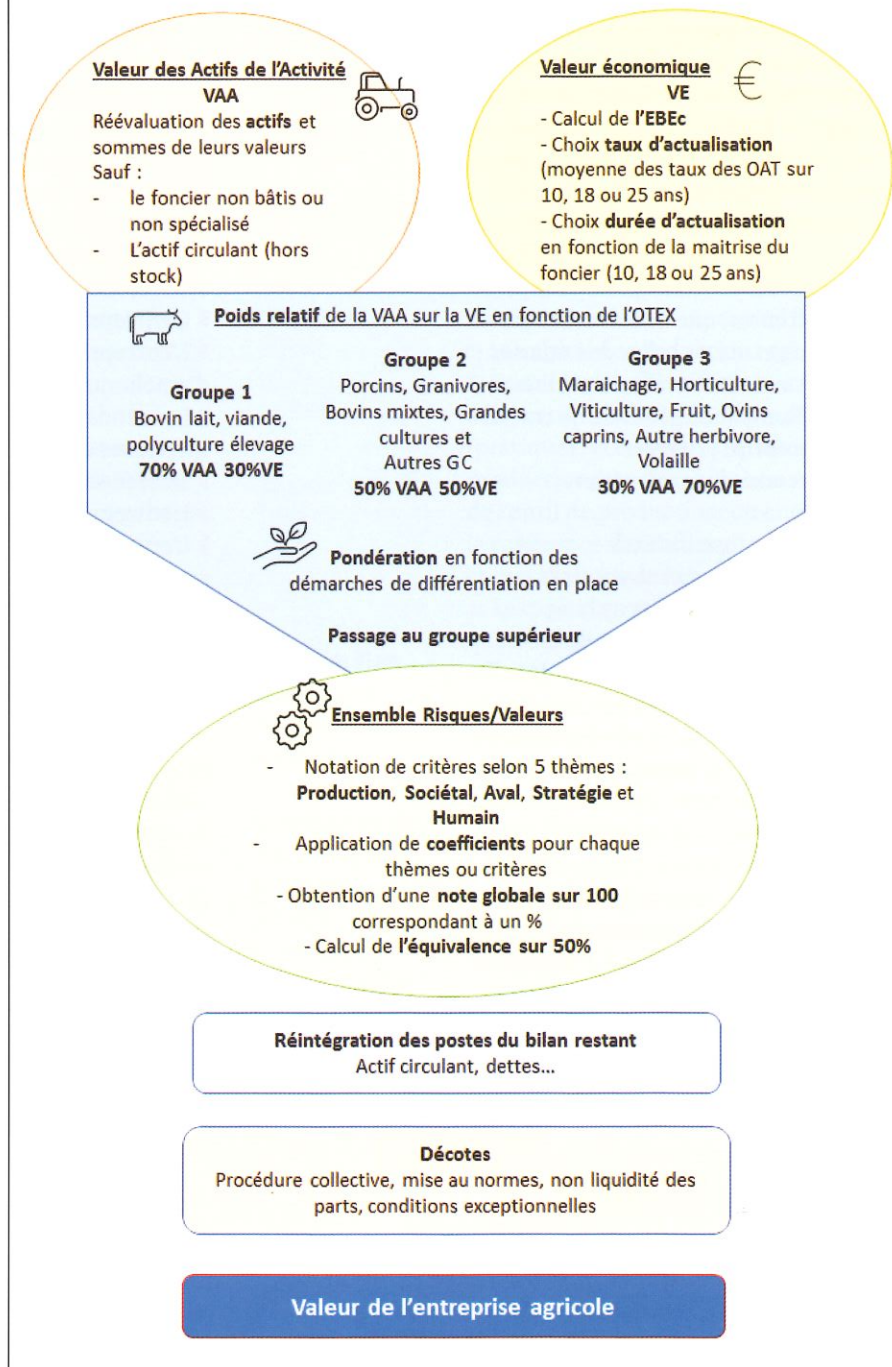 Valeur des Actifs de l'Activité
VAA
Réévaluation des actifs et
sommes de leurs valeurs
Sauf :
- le foncier non bâtis ou
non spécialisé
- L'actif circulant (hors
stock)
Valeur économique
VE
€
- Calcul de l'EBEc
- Choix taux d'actualisation
(moyenne des taux des OAT sur
10, 18 ou 25 ans)
- Choix durée d'actualisation
en fonction de la maitrise du
foncier (10, 18 ou 25 ans)
Poids relatif de la VAA sur la VE en fonction de l'OTEX
Groupe 1
Bovin lait, viande,
polyculture élevage
70% VAA 30%VE
Groupe 2
Porcins, Granivores,
Bovins mixtes, Grandes
cultures et
Autres GC
50% VAA 50%VE
Groupe 3
Maraichage, Horticulture,
Viticulture, Fruit, Ovins
caprins, Autre herbivore,
Volaille
30% VAA 70%VE
Pondération en fonction des
démarches de différentiation en place
Passage au groupe supérieur
Ensemble Risques/Valeurs
- Notation de critères selon 5 thèmes :
Production, Sociétal, Aval, Stratégie et
Humain
- Application de coefficients pour chaque
thèmes ou critères
- Obtention d'une note globale sur 100
correspondant à un %
- Calcul de l'équivalence sur 50%
Réintégration des postes du bilan restant
Actif circulant, dettes...
Décotes
Procédure collective, mise au normes, non liquidité des
parts, conditions exceptionnelles
Valeur de l'entreprise agricole